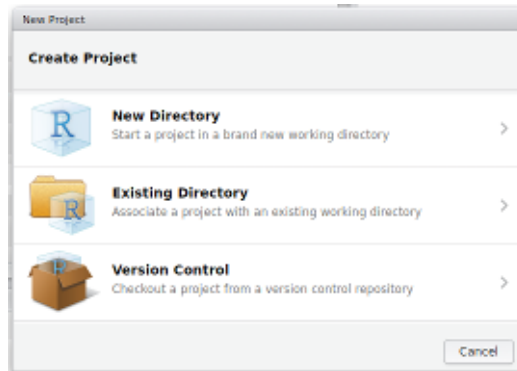 New Project
Create Project
R
New Directory
Start a project in a brand new working directory
R
Existing Directory
Associate a project with an existing working directory
R
Version Control
Checkout a project from a version control repository
Cancel